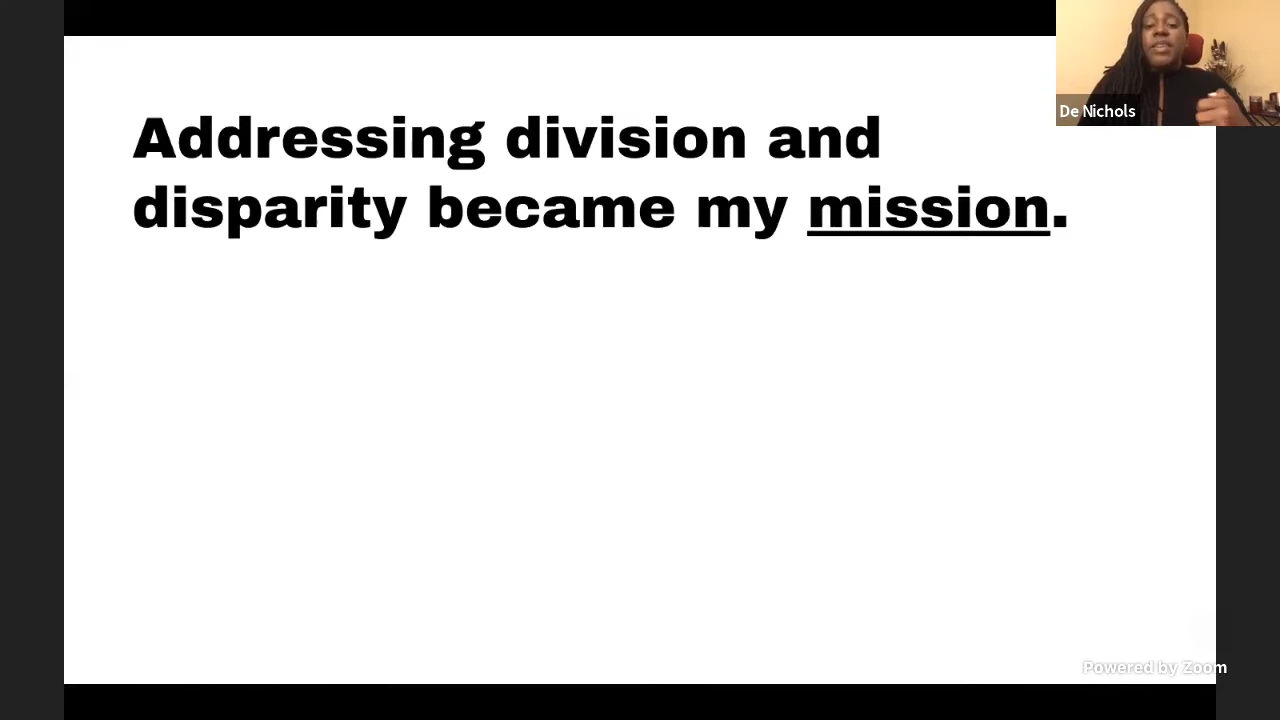 Addressing division and
disparity became my mission.
De Nichols
Powered by Zoom